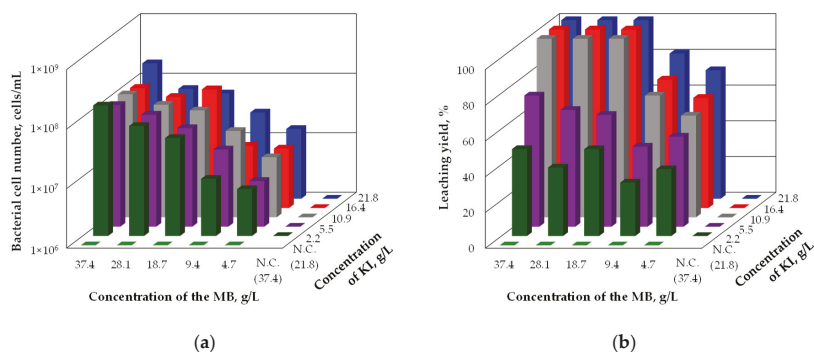 (a)
Bacterial cell number, cells/mL
1×10⁹
1×10⁸
1×10⁷
1×10⁶
37.4
28.1
18.7
9.4
4.7
N.C.
(37.4)
Concentration of the MB, g/L
21.8
16.4
10.9
5.5
2.2
N.C.
(21.8)
Concentration
of KI, g/L
(a)
(b)
Leaching yield, %
100
80
60
40
20
0
37.4
28.1
18.7
9.4
4.7
N.C.
(37.4)
Concentration of the MB, g/L
21.8
16.4
10.9
5.5
2.2
N.C.
(21.8)
Concentration
of KI, g/L
(b)